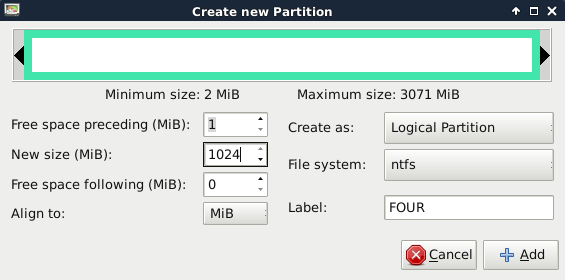 Create new Partition
Minimum size: 2 MiB Maximum size: 3071 MiB
Free space preceding (MiB): 1
New size (MiB): 1024
Free space following (MiB): 0
Align to: MiB
Create as: Logical Partition
File system: ntfs
Label: FOUR
Cancel Add